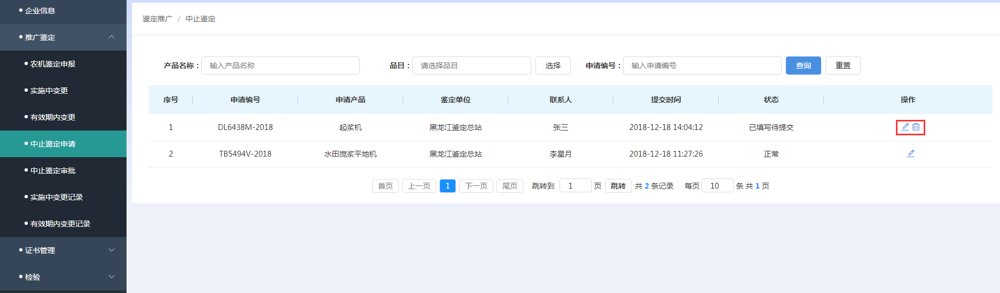 企业信息
推广鉴定
农机鉴定申报
实施中变更
有效期内变更
中止鉴定申请
中止鉴定审批
实施中变更记录
有效期内变更记录
证书管理
检验
鉴定推广 / 中止鉴定
产品名称： 输入产品名称 品目： 请选择品目 选择 申请编号： 输入申请编号 查询 重置
序号 申请编号 申请产品 鉴定单位 联系人 提交时间 状态 操作
1 DL6438M-2018 起浆机 黑龙江鉴定总站 张三 2018-12-18 14:04:12 已填写待提交
2 TB5494V-2018 水田搅浆平地机 黑龙江鉴定总站 李星月 2018-12-18 11:27:26 正常
首页 上一页 1 下一页 尾页 跳转到 1 页 跳转 共 2 条记录 每页 10 条 共 1 页